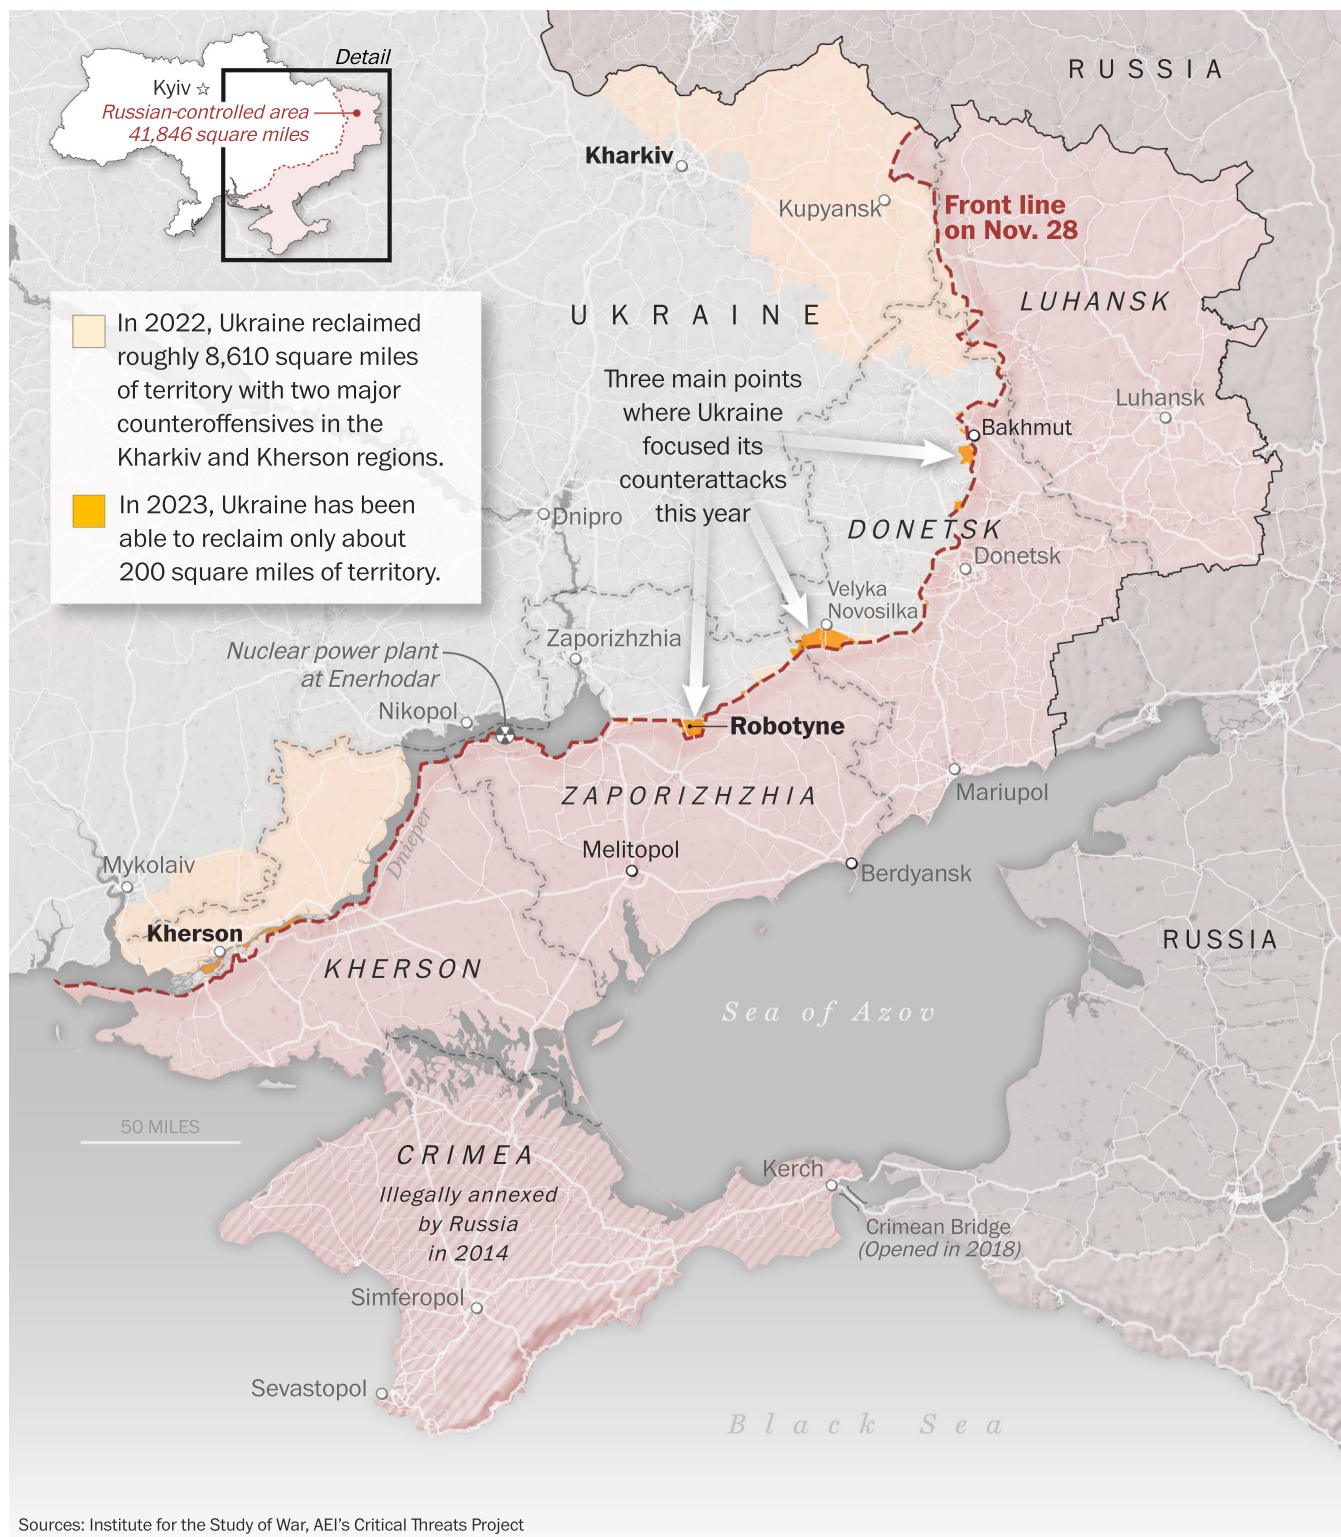 Detail
Kyiv
Russian-controlled area
41,846 square miles
RUSSIA
Kharkiv
Kupyansk
Front line
on Nov. 28
LUHANSK
UKRAINE
In 2022, Ukraine reclaimed
roughly 8,610 square miles
of territory with two major
counteroffensives in the
Kharkiv and Kherson regions.
In 2023, Ukraine has been
able to reclaim only about
200 square miles of territory.
Three main points
where Ukraine
focused its
counterattacks
this year
Luhansk
Bakhmut
Dnipro
DONETSK
Donetsk
Velyka
Novosilka
Zaporizhzhia
Nuclear power plant
at Enerhodar
Nikopol
Robotyne
ZAPORIZHZHIA
Mariupol
Dnieper
Melitopol
Berdyansk
Mykolaiv
Kherson
KHERSON
RUSSIA
Sea of Azov
50 MILES
CRIMEA
Illegally annexed
by Russia
in 2014
Kerch
Crimean Bridge
(Opened in 2018)
Simferopol
Sevastopol
Black Sea
Sources: Institute for the Study of War, AEI's Critical Threats Project